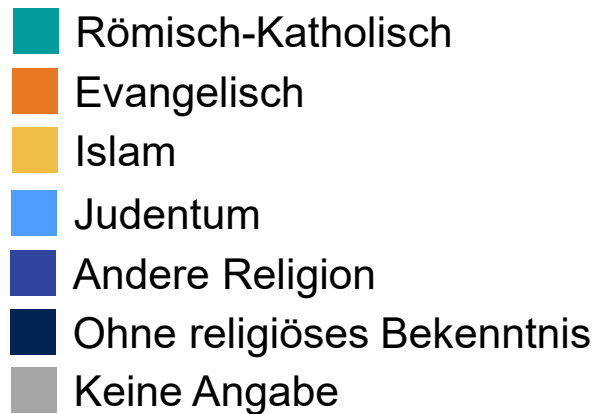 Römisch-Katholisch
Evangelisch
Islam
Judentum
Andere Religion
Ohne religiöses Bekenntnis
Keine Angabe